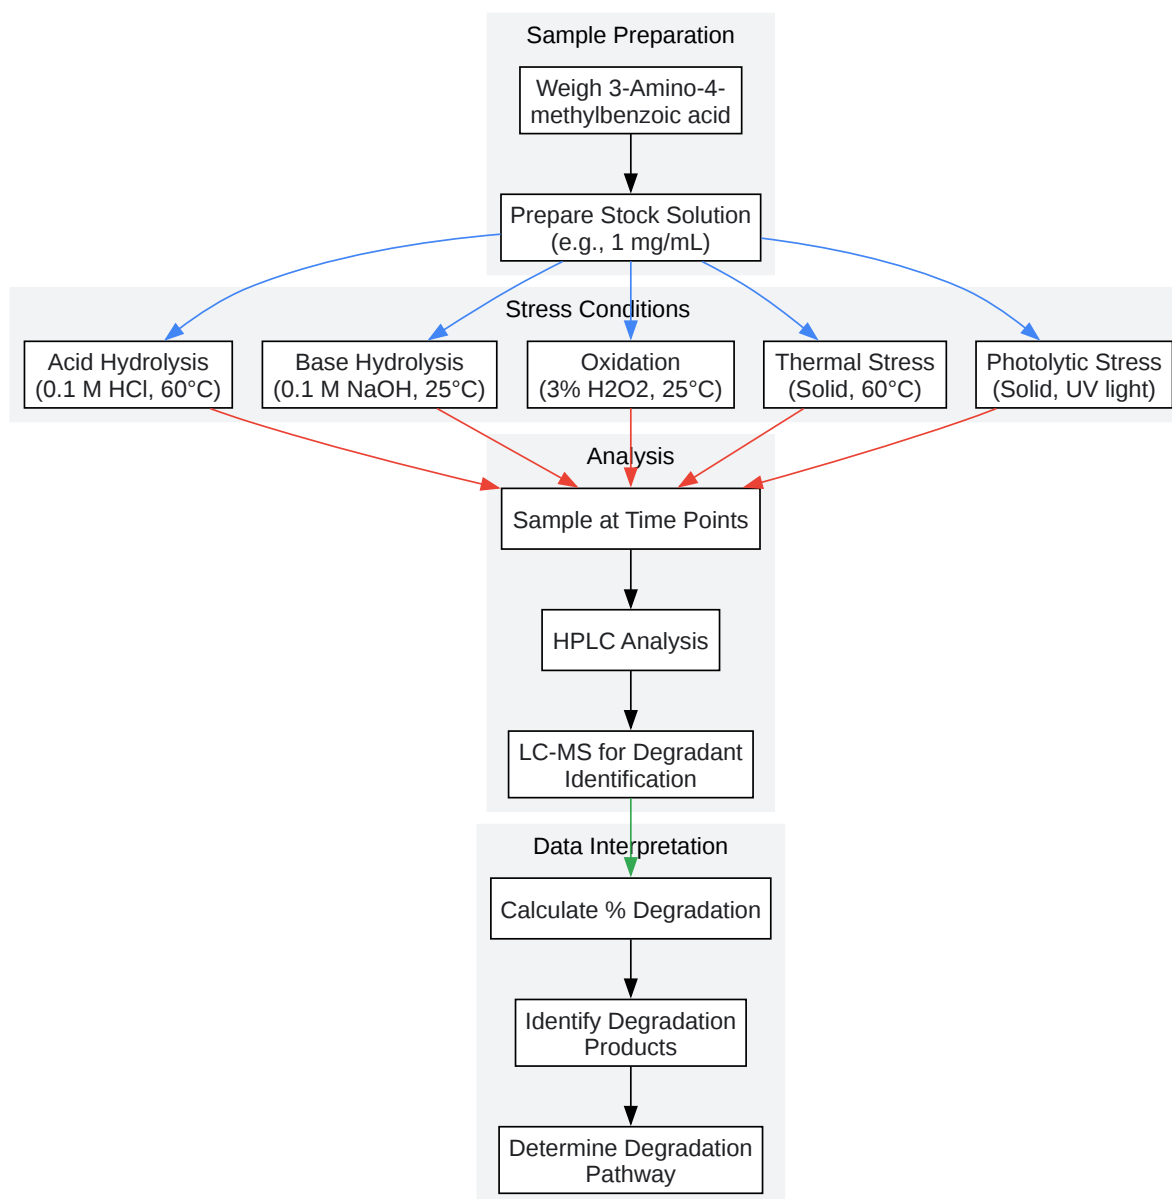 Sample Preparation
Weigh 3-Amino-4-
methylbenzoic acid
Prepare Stock Solution
(e.g., 1 mg/mL)
Stress Conditions
Acid Hydrolysis
(0.1 M HCl, 60°C)
Base Hydrolysis
(0.1 M NaOH, 25°C)
Oxidation
(3% H2O2, 25°C)
Thermal Stress
(Solid, 60°C)
Photolytic Stress
(Solid, UV light)
Analysis
Sample at Time Points
HPLC Analysis
LC-MS for Degradant
Identification
Data Interpretation
Calculate % Degradation
Identify Degradation
Products
Determine Degradation
Pathway